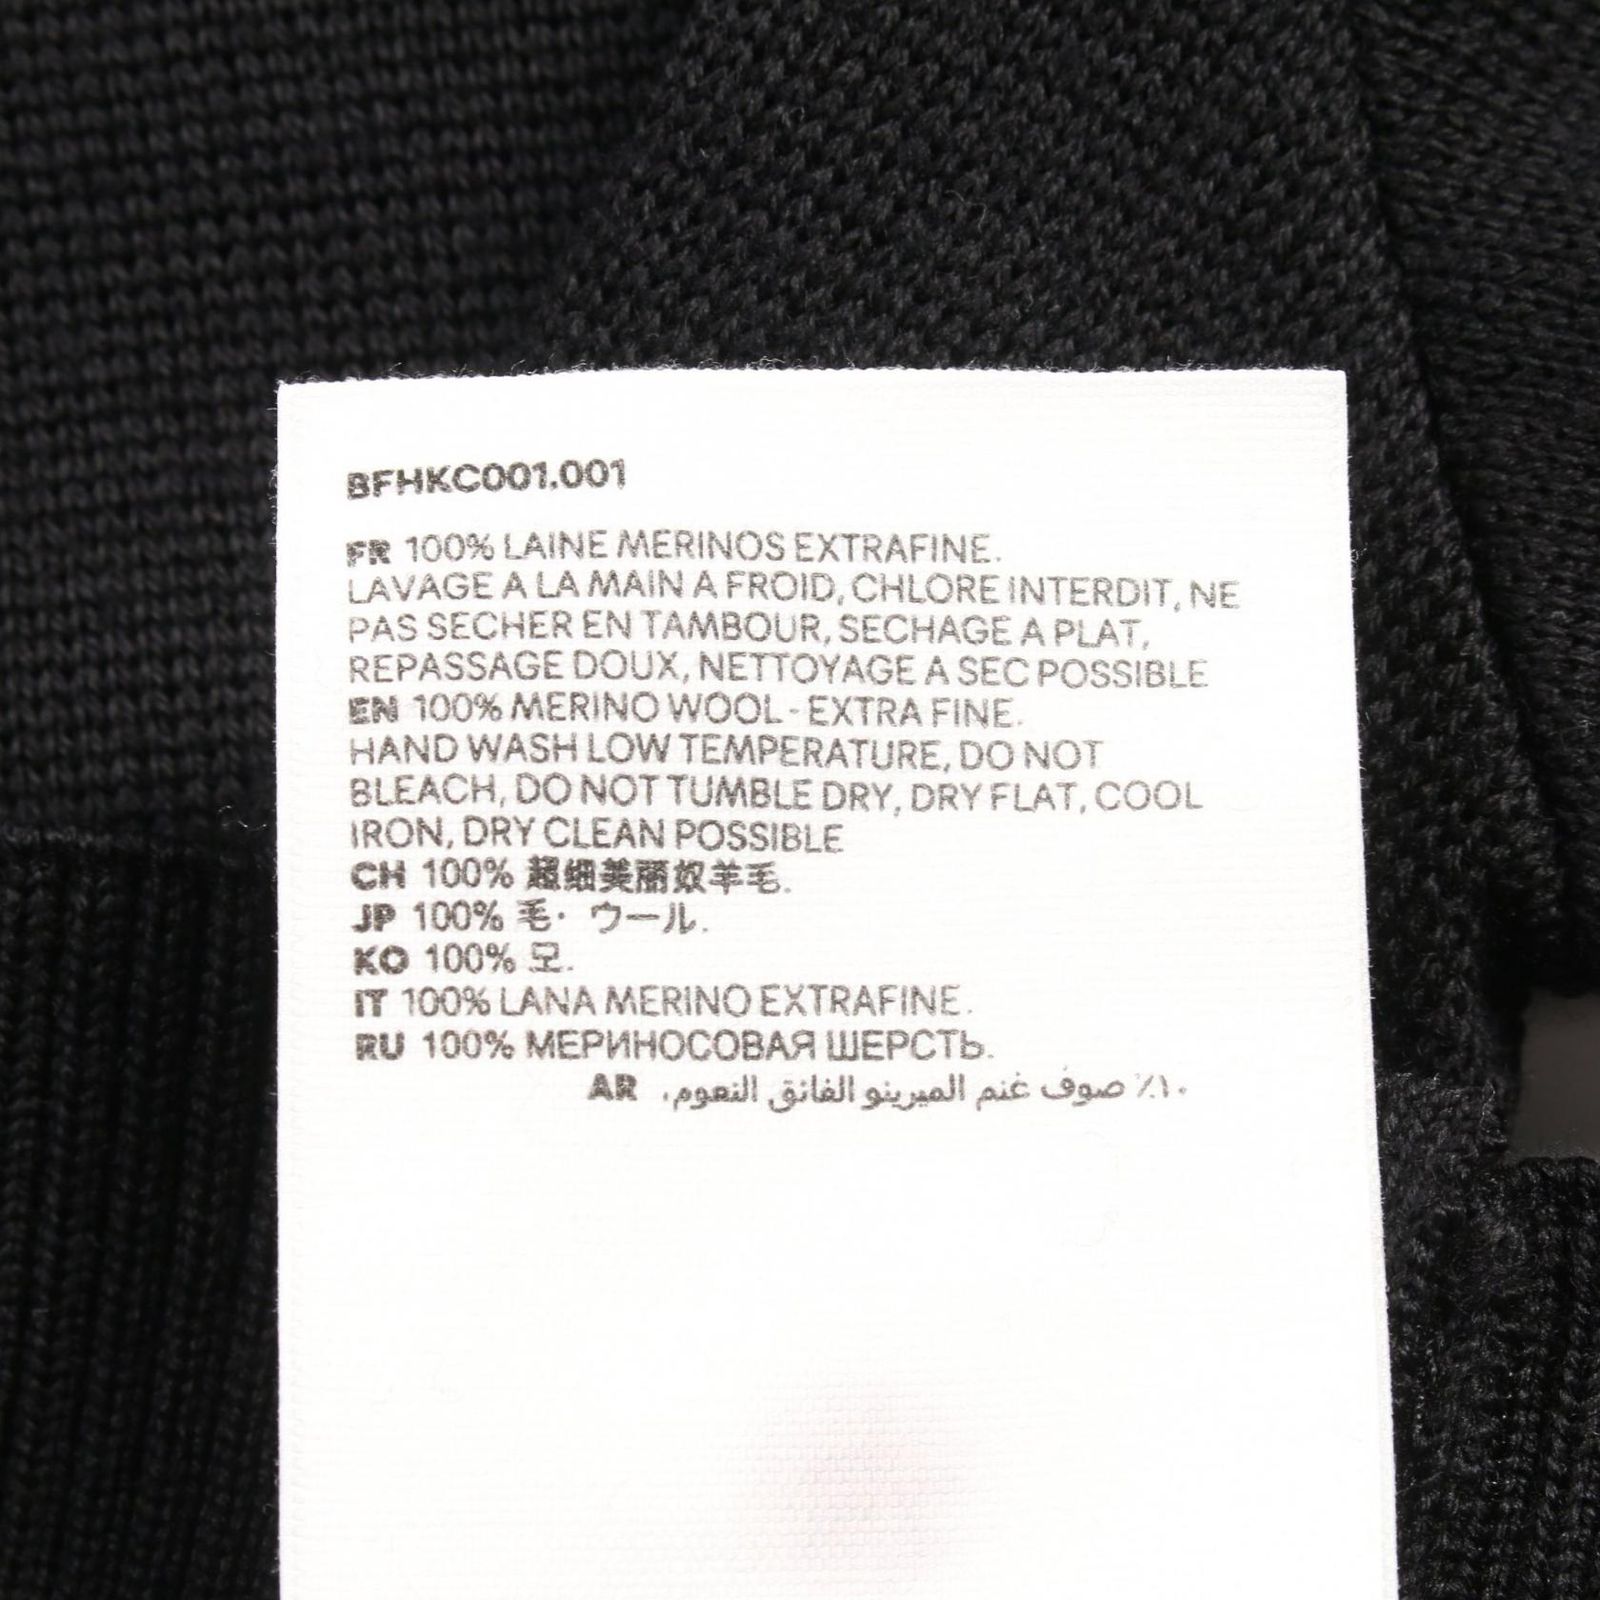 BFHKC001.001
FR 100% LAINE MERINOS EXTRAFINE.
LAVAGE A LA MAIN A FROID, CHLORE INTERDIT, NE
PAS SECHER EN TAMBOUR, SECHAGE A PLAT,
REPASSAGE DOUX, NETTOYAGE A SEC POSSIBLE
EN 100% MERINO WOOL - EXTRA FINE.
HAND WASH LOW TEMPERATURE, DO NOT
BLEACH, DO NOT TUMBLE DRY, DRY FLAT, COOL
IRON, DRY CLEAN POSSIBLE
CH 100% 超细美丽奴羊毛.
JP 100% 毛・ウール.
KO 100% 모.
IT 100% LANA MERINO EXTRAFINE.
RU 100% МЕРИНОСОВАЯ ШЕРСТЬ.
AR ١٠٪ صوف غنم الميرينو الفائق النعوم.